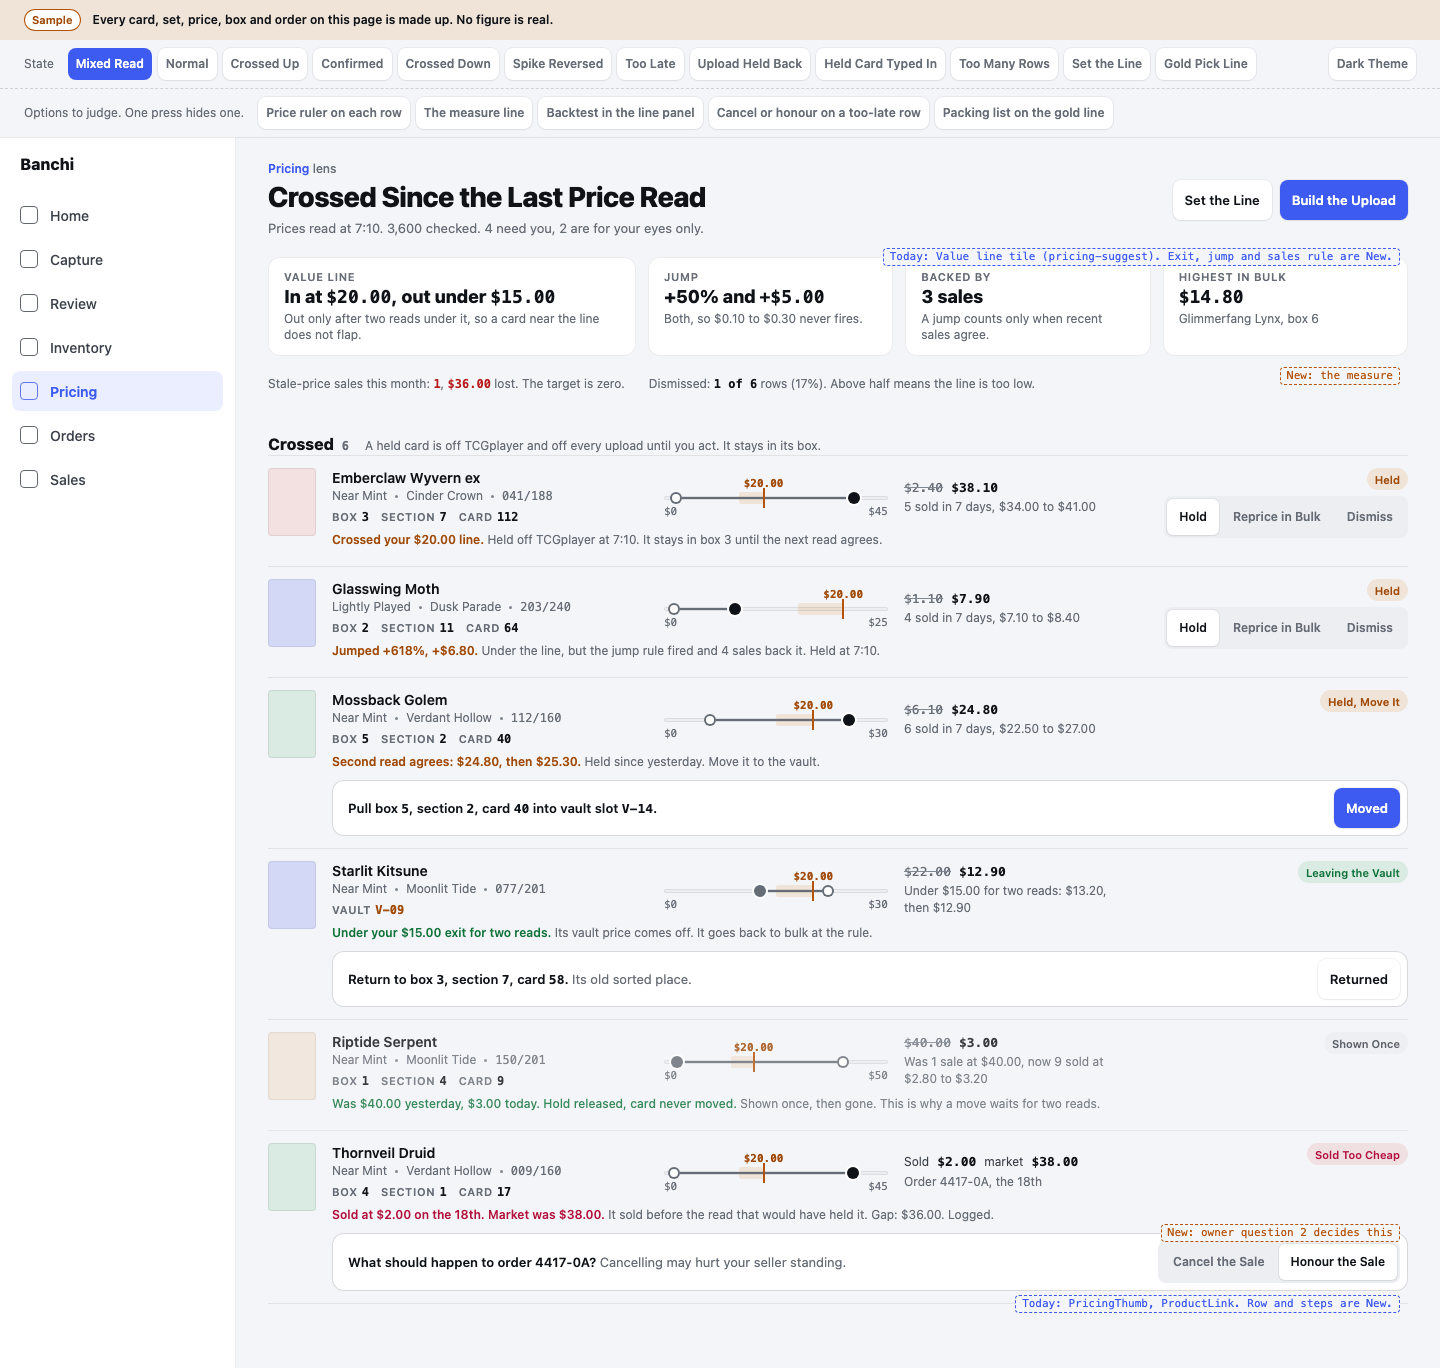 Sample Every card, set, price, box and order on this page is made up. No figure is real.
State Mixed Read Normal Crossed Up Confirmed Crossed Down Spike Reversed Too Late Upload Held Back Held Card Typed In Too Many Rows Set the Line Gold Pick Line Dark Theme
Options to judge. One press hides one. Price ruler on each row The measure line Backtest in the line panel Cancel or honour on a too-late row Packing list on the gold line
Banchi
Home
Capture
Review
Inventory
Pricing
Orders
Sales
Pricing lens
Crossed Since the Last Price Read
Prices read at 7:10. 3,600 checked. 4 need you, 2 are for your eyes only.
Set the Line Build the Upload
Today: Value line tile (pricing-suggest). Exit, jump and sales rule are New.
VALUE LINE
In at $20.00, out under $15.00
Out only after two reads under it, so a card near the line
does not flap.
JUMP
+50% and +$5.00
Both, so $0.10 to $0.30 never fires.
BACKED BY
3 sales
A jump counts only when recent
sales agree.
HIGHEST IN BULK
$14.80
Glimmerfang Lynx, box 6
Stale-price sales this month: 1, $36.00 lost. The target is zero. Dismissed: 1 of 6 rows (17%). Above half means the line is too low.
New: the measure
Crossed 6 A held card is off TCGplayer and off every upload until you act. It stays in its box.
Emberclaw Wyvern ex
Near Mint • Cinder Crown • 041/188
BOX 3 SECTION 7 CARD 112
Crossed your $20.00 line. Held off TCGplayer at 7:10. It stays in box 3 until the next read agrees.
$20.00
$0 $45
$2.40 $38.10
5 sold in 7 days, $34.00 to $41.00
Held
Hold Reprice in Bulk Dismiss
Glasswing Moth
Lightly Played • Dusk Parade • 203/240
BOX 2 SECTION 11 CARD 64
Jumped +618%, +$6.80. Under the line, but the jump rule fired and 4 sales back it. Held at 7:10.
$20.00
$0 $25
$1.10 $7.90
4 sold in 7 days, $7.10 to $8.40
Held
Hold Reprice in Bulk Dismiss
Mossback Golem
Near Mint • Verdant Hollow • 112/160
BOX 5 SECTION 2 CARD 40
Second read agrees: $24.80, then $25.30. Held since yesterday. Move it to the vault.
$20.00
$0 $30
$6.10 $24.80
6 sold in 7 days, $22.50 to $27.00
Held, Move It
Pull box 5, section 2, card 40 into vault slot V-14.
Moved
Starlit Kitsune
Near Mint • Moonlit Tide • 077/201
VAULT V-09
Under your $15.00 exit for two reads. Its vault price comes off. It goes back to bulk at the rule.
$20.00
$0 $30
$22.00 $12.90
Under $15.00 for two reads: $13.20,
then $12.90
Leaving the Vault
Return to box 3, section 7, card 58. Its old sorted place.
Returned
Riptide Serpent
Near Mint • Moonlit Tide • 150/201
BOX 1 SECTION 4 CARD 9
Was $40.00 yesterday, $3.00 today. Hold released, card never moved. Shown once, then gone. This is why a move waits for two reads.
$20.00
$0 $50
$40.00 $3.00
Was 1 sale at $40.00, now 9 sold at
$2.80 to $3.20
Shown Once
Thornveil Druid
Near Mint • Verdant Hollow • 009/160
BOX 4 SECTION 1 CARD 17
Sold at $2.00 on the 18th. Market was $38.00. It sold before the read that would have held it. Gap: $36.00. Logged.
$20.00
$0 $45
Sold $2.00 market $38.00
Order 4417-0A, the 18th
Sold Too Cheap
New: owner question 2 decides this
What should happen to order 4417-0A? Cancelling may hurt your seller standing.
Cancel the Sale Honour the Sale
Today: PricingThumb, ProductLink. Row and steps are New.